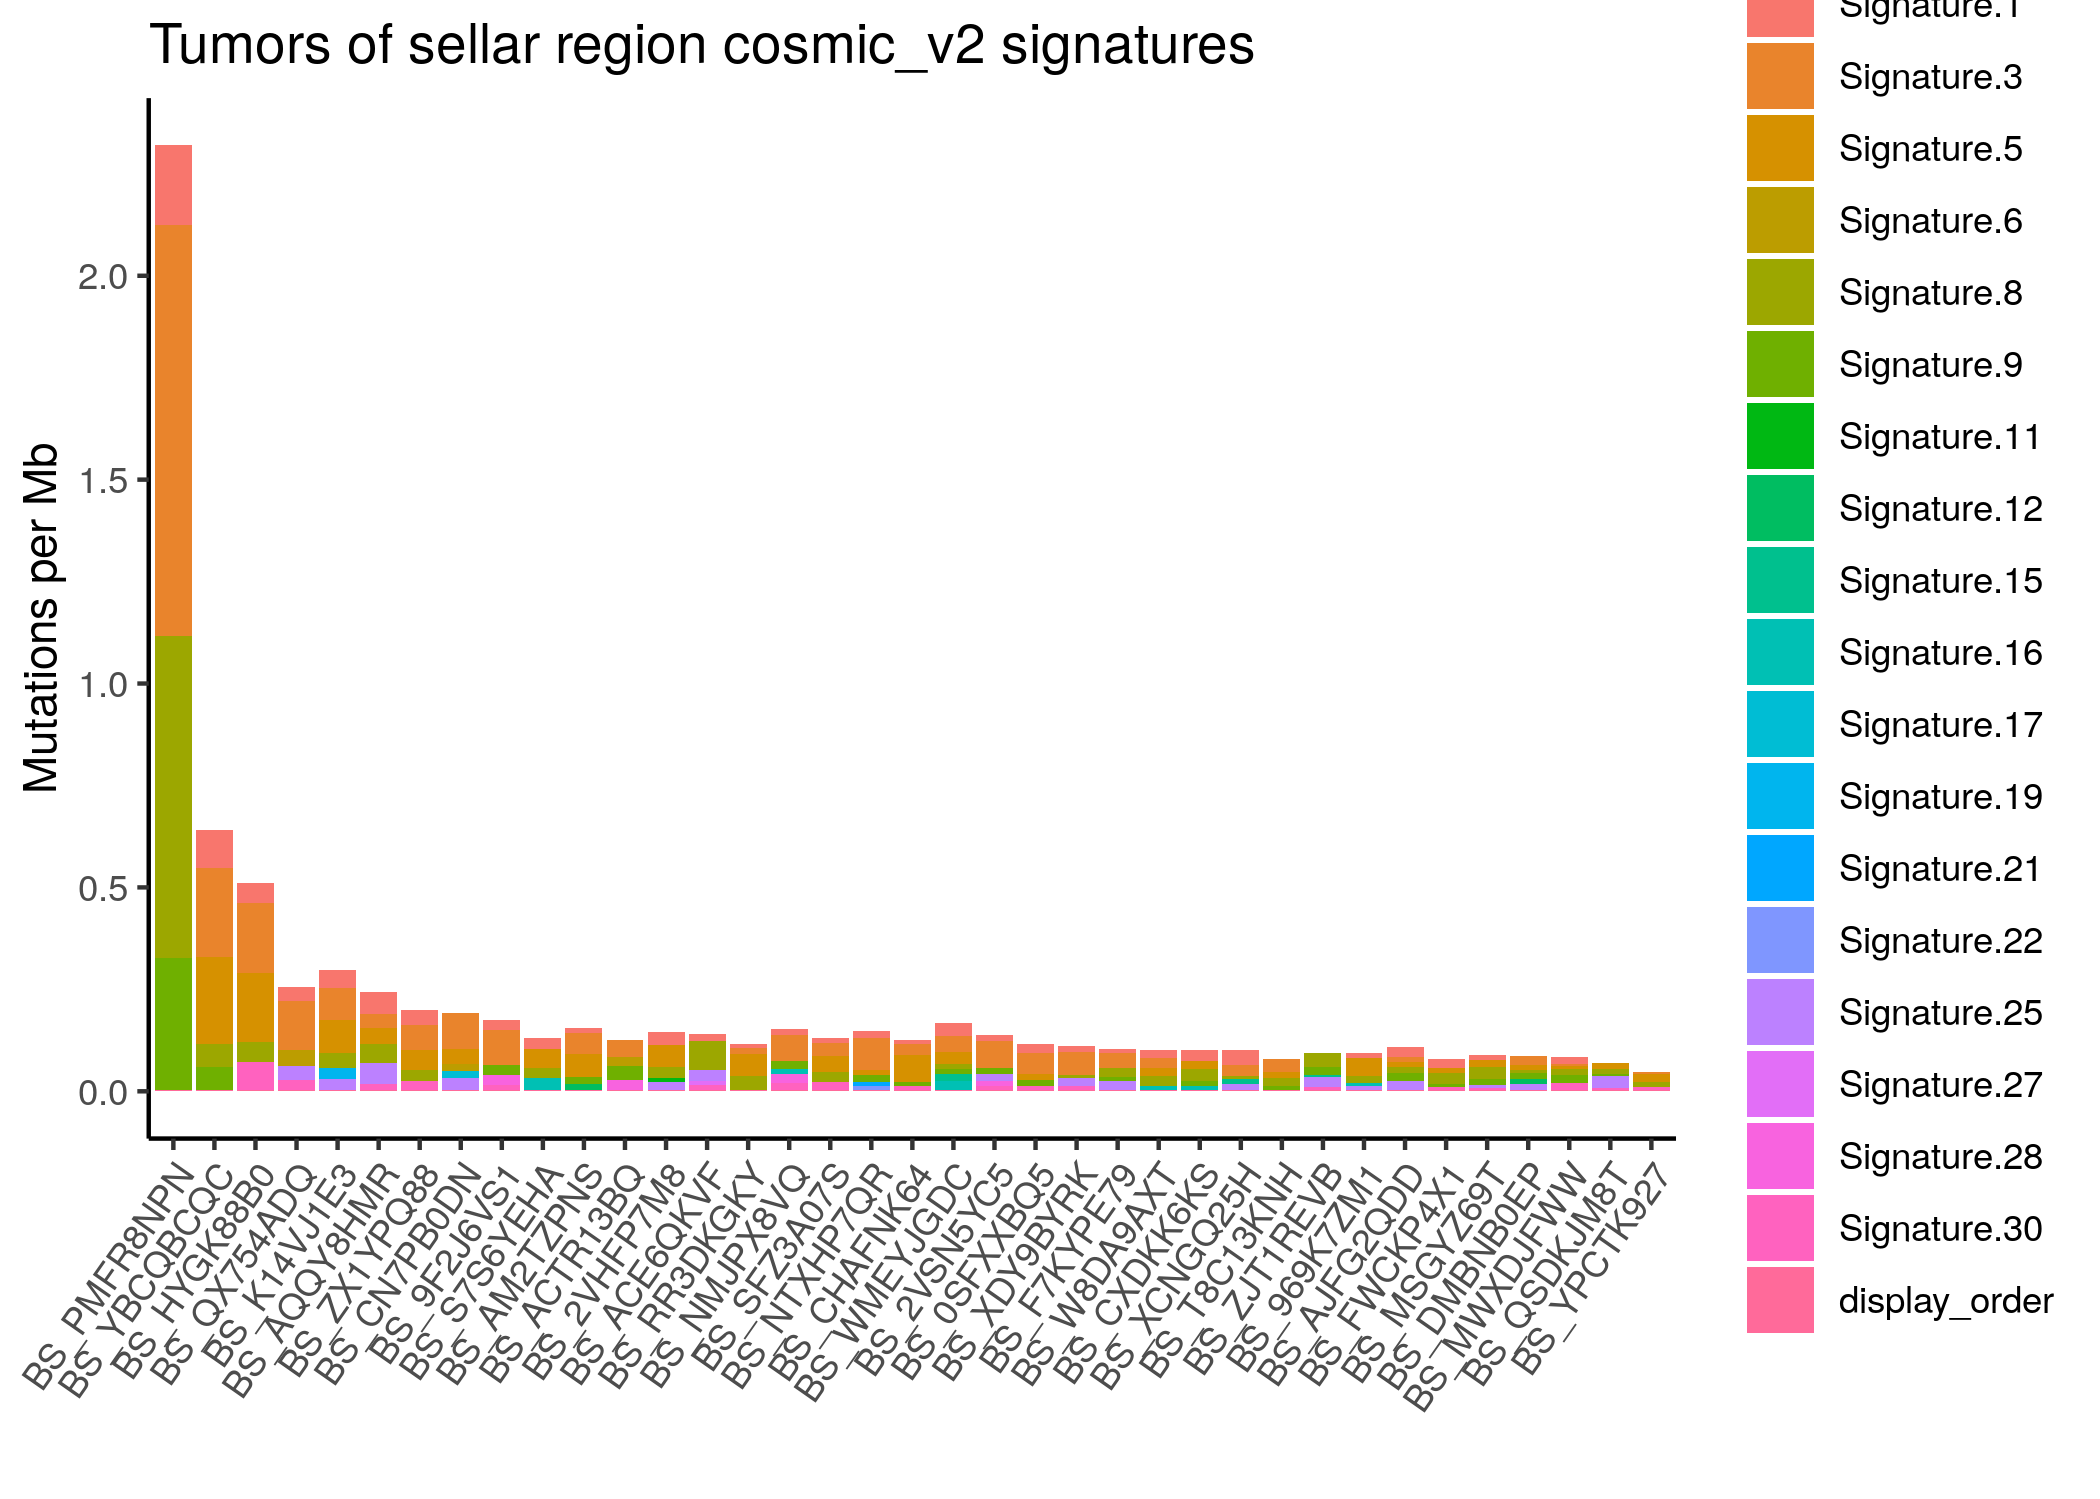 Tumors of sellar region cosmic_v2 signatures
Mutations per Mb
2.0
1.5
1.0
0.5
0.0
BS_PMFR8NPN
BS_YBCQBCQC
BS_HYGK88B0
BS_QX754ADQ
BS_K14VJ1E3
BS_AQQY8HMR
BS_ZX1YPQ88
BS_CN7PB0DN
BS_9F2J6VS1
BS_S7S6YEHA
BS_AM2TZPNS
BS_ACTR13BQ
BS_2VHFP7M8
BS_ACE6QKVF
BS_RR3DKGKY
BS_NMJPX8VQ
BS_SFZ3A07S
BS_NTXHP7QR
BS_CHAFNK64
BS_WMEYJGDC
BS_2VSN5YC5
BS_0SFXXBQ5
BS_XDY9BYRK
BS_F7KYPE79
BS_W8DA9AXT
BS_CXDKK6KS
BS_XCNGQ25H
BS_T8C13KNH
BS_ZJT1REVB
BS_969K7ZM1
BS_AJFG2QDD
BS_FWCKP4X1
BS_MSGYZ69T
BS_DMBNB0EP
BS_MWXDJFWW
BS_QSDKJM8T
BS_YPCTK927
Signature.1
Signature.3
Signature.5
Signature.6
Signature.8
Signature.9
Signature.11
Signature.12
Signature.15
Signature.16
Signature.17
Signature.19
Signature.21
Signature.22
Signature.25
Signature.27
Signature.28
Signature.30
display_order